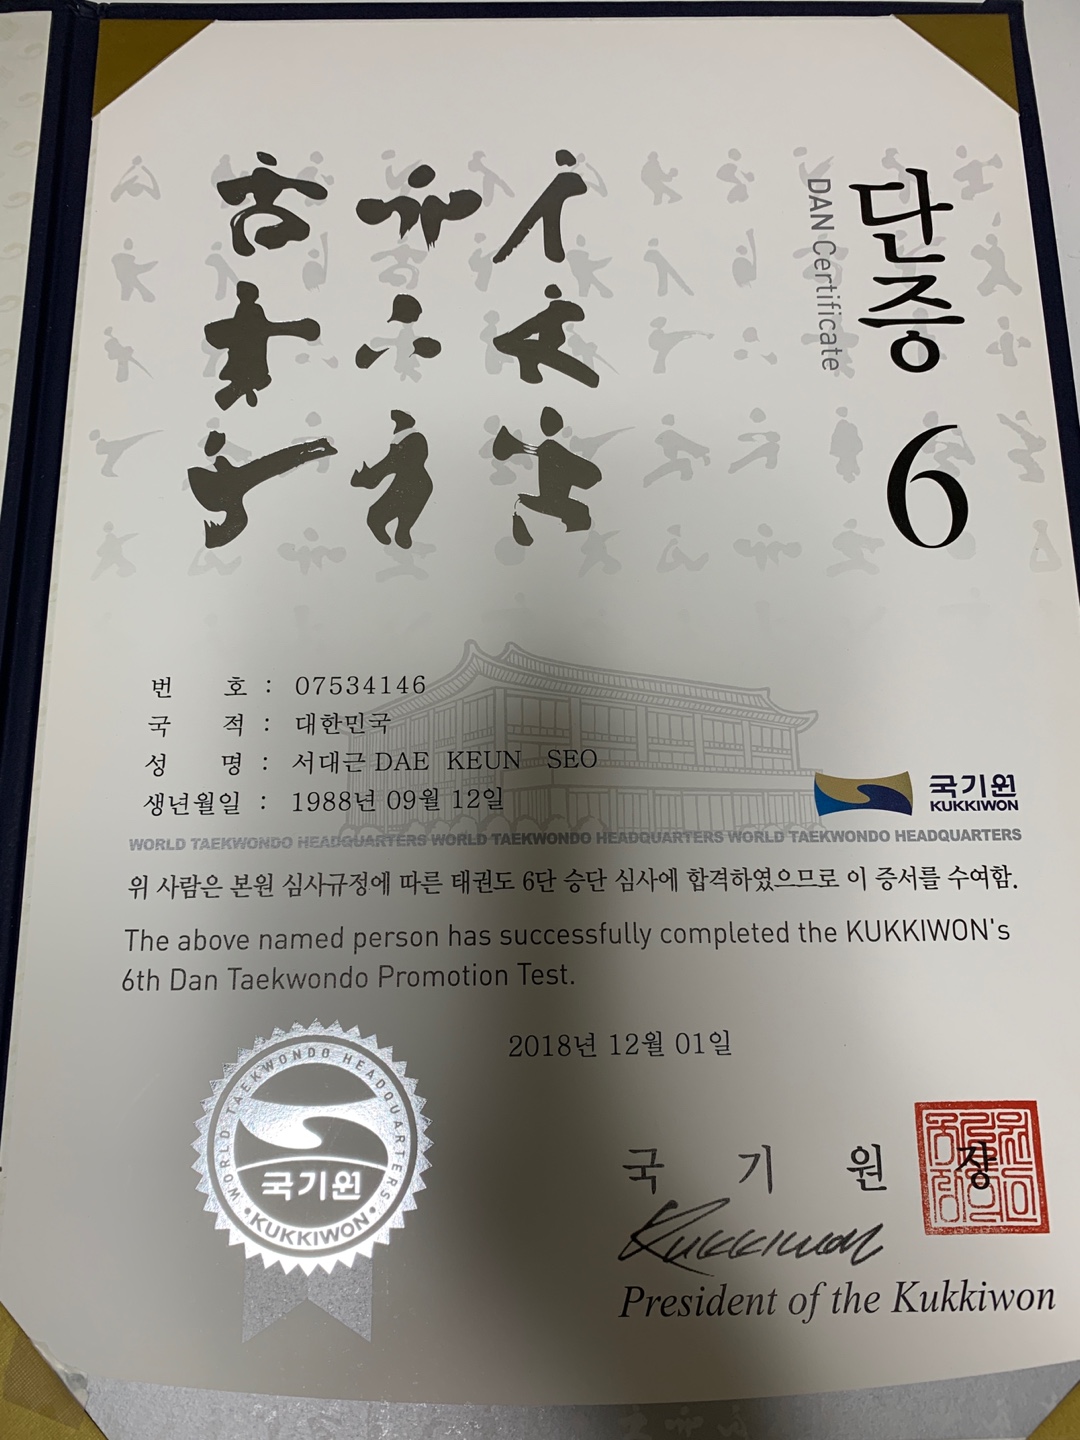 단증 6
DAN Certificate
번 호 : 07534146
국 적 : 대한민국
성 명 : 서대근 DAE KEUN SEO
생년월일 : 1988년 09월 12일
국기원
KUKKIWON
WORLD TAEKWONDO HEADQUARTERS WORLD TAEKWONDO HEADQUARTERS WORLD TAEKWONDO HEADQUARTERS
위 사람은 본원 심사규정에 따른 태권도 6단 승단 심사에 합격하였으므로 이 증서를 수여함.
The above named person has successfully completed the KUKKIWON's
6th Dan Taekwondo Promotion Test.
2018년 12월 01일
WORLD TAEKWONDO HEADQUARTERS
국기원
KUKKIWON
국 기 원 장
Kukkiwon
President of the Kukkiwon